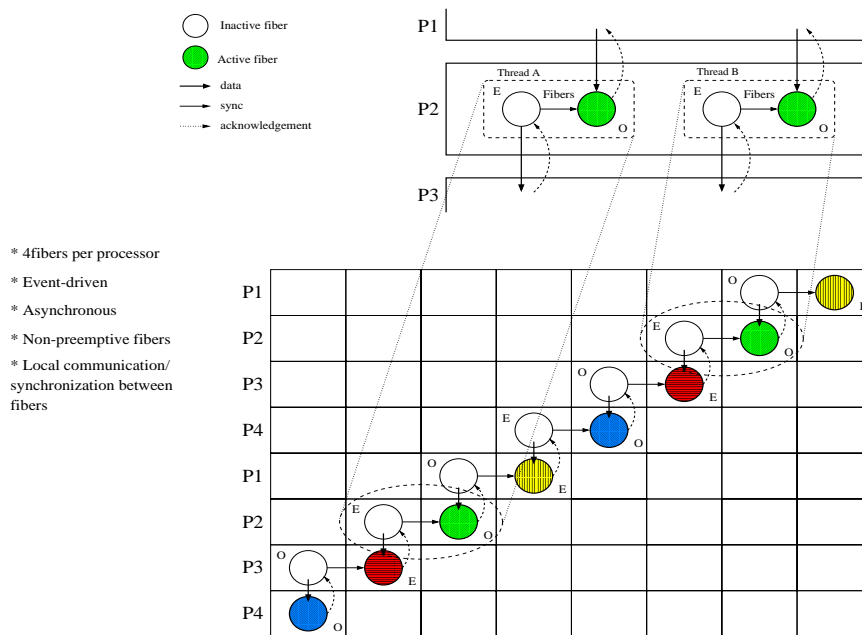 Inactive fiber
Active fiber
data
sync
acknowledgement
P1
Thread A
Thread B
E
Fibers
E
Fibers
P2
O
O
P3
* 4fibers per processor
* Event-driven
* Asynchronous
* Non-preemptive fibers
* Local communication/
synchronization between
fibers
P1
O
E
P2
E
O
P3
O
E
P4
E
O
P1
O
E
P2
E
O
P3
O
E
P4
O